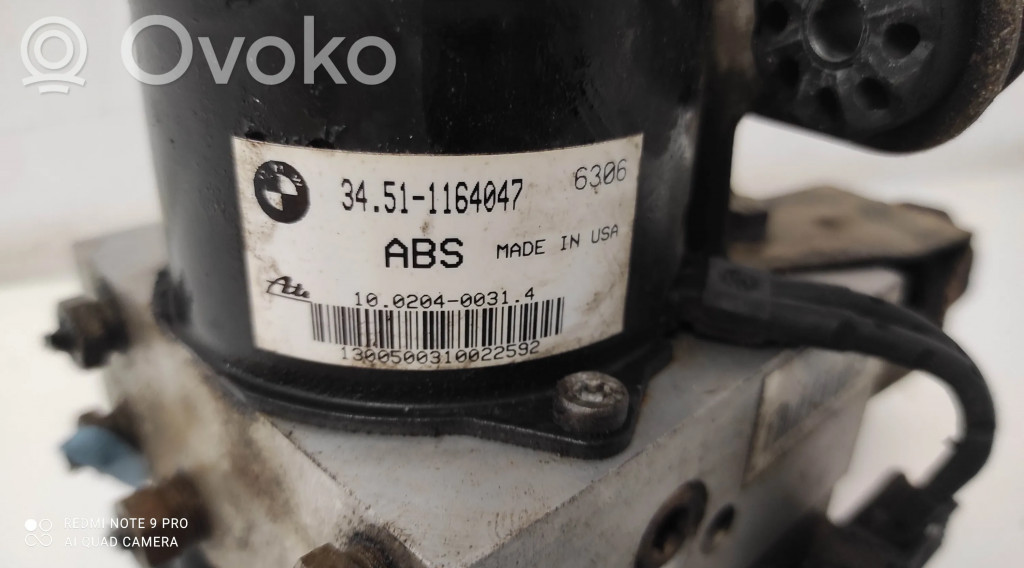 Ovoko
34.51-1164047
6306
ABS MADE IN USA
Ate
10.0204-0031.4
1300500310022592
REDMI NOTE 9 PRO
AI QUAD CAMERA